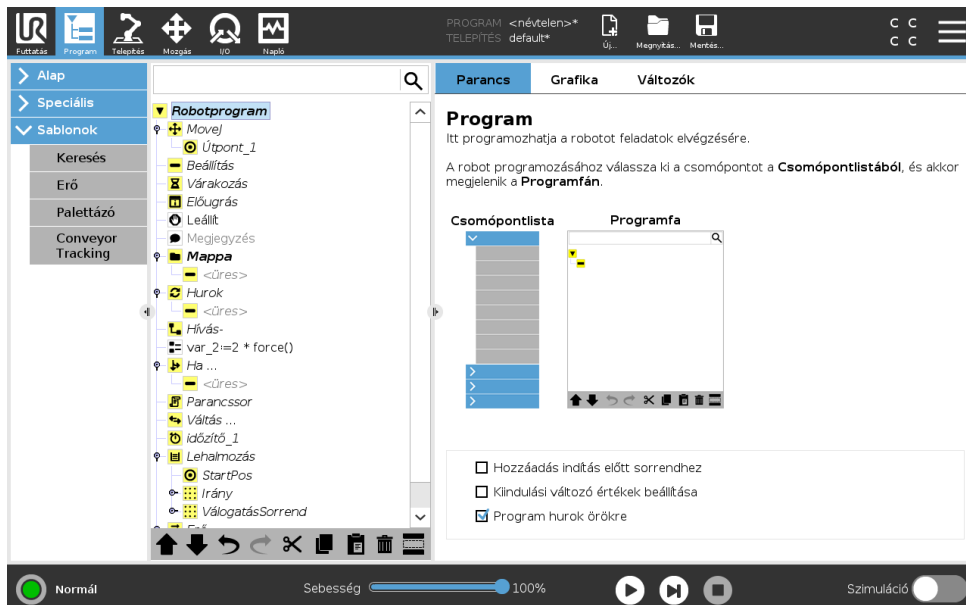 PROGRAM <névtelen>*
TELEPÍTÉS default*
Futtatás
Program
Telepítés
Mozgás
I/O
Napló
Új...
Megnyitás...
Mentés...
C C
C C
Alap
Speciális
Sablonok
Keresés
Erő
Palettázó
Conveyor
Tracking
Robotprogram
MoveJ
Útpont_1
Beállítás
Várakozás
Előugrás
Leállít
Megjegyzés
Mappa
<üres>
Hurok
<üres>
Hívás-
var_2:=2 * force()
Ha ...
<üres>
Parancssor
Váltás ...
időzítő_1
Lehalmozás
StartPos
Irány
VálogatásSorrend
Parancs
Grafika
Változók
Program
Itt programozhatja a robotot feladatok elvégzésére.
A robot programozásához válassza ki a csomópontot a Csomópontlistából, és akkor
megjelenik a Programfán.
Csomópontlista
Programfa
Hozzáadás indítás előtt sorrendhez
Kiindulási változó értékek beállítása
Program hurok örökre
Normál
Sebesség
100%
Szimuláció